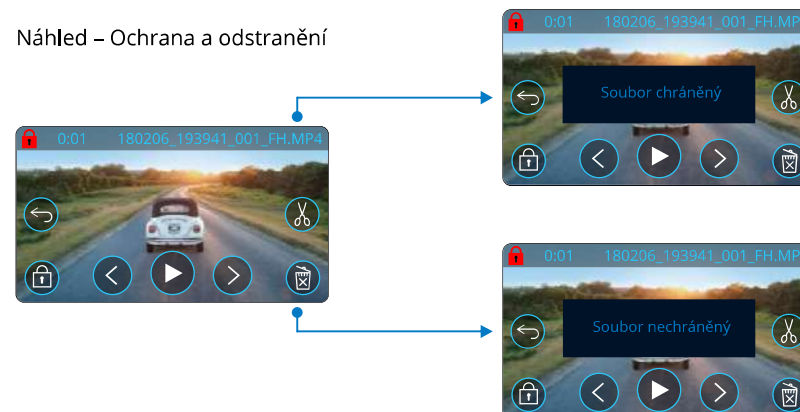 Náhled – Ochrana a odstranění
0:01 180206_193941_001_FH.MP4
0:01 180206_193941_001_FH.MP
Soubor chráněný
0:01 180206_193941_001_FH.MP
Soubor nechráněný